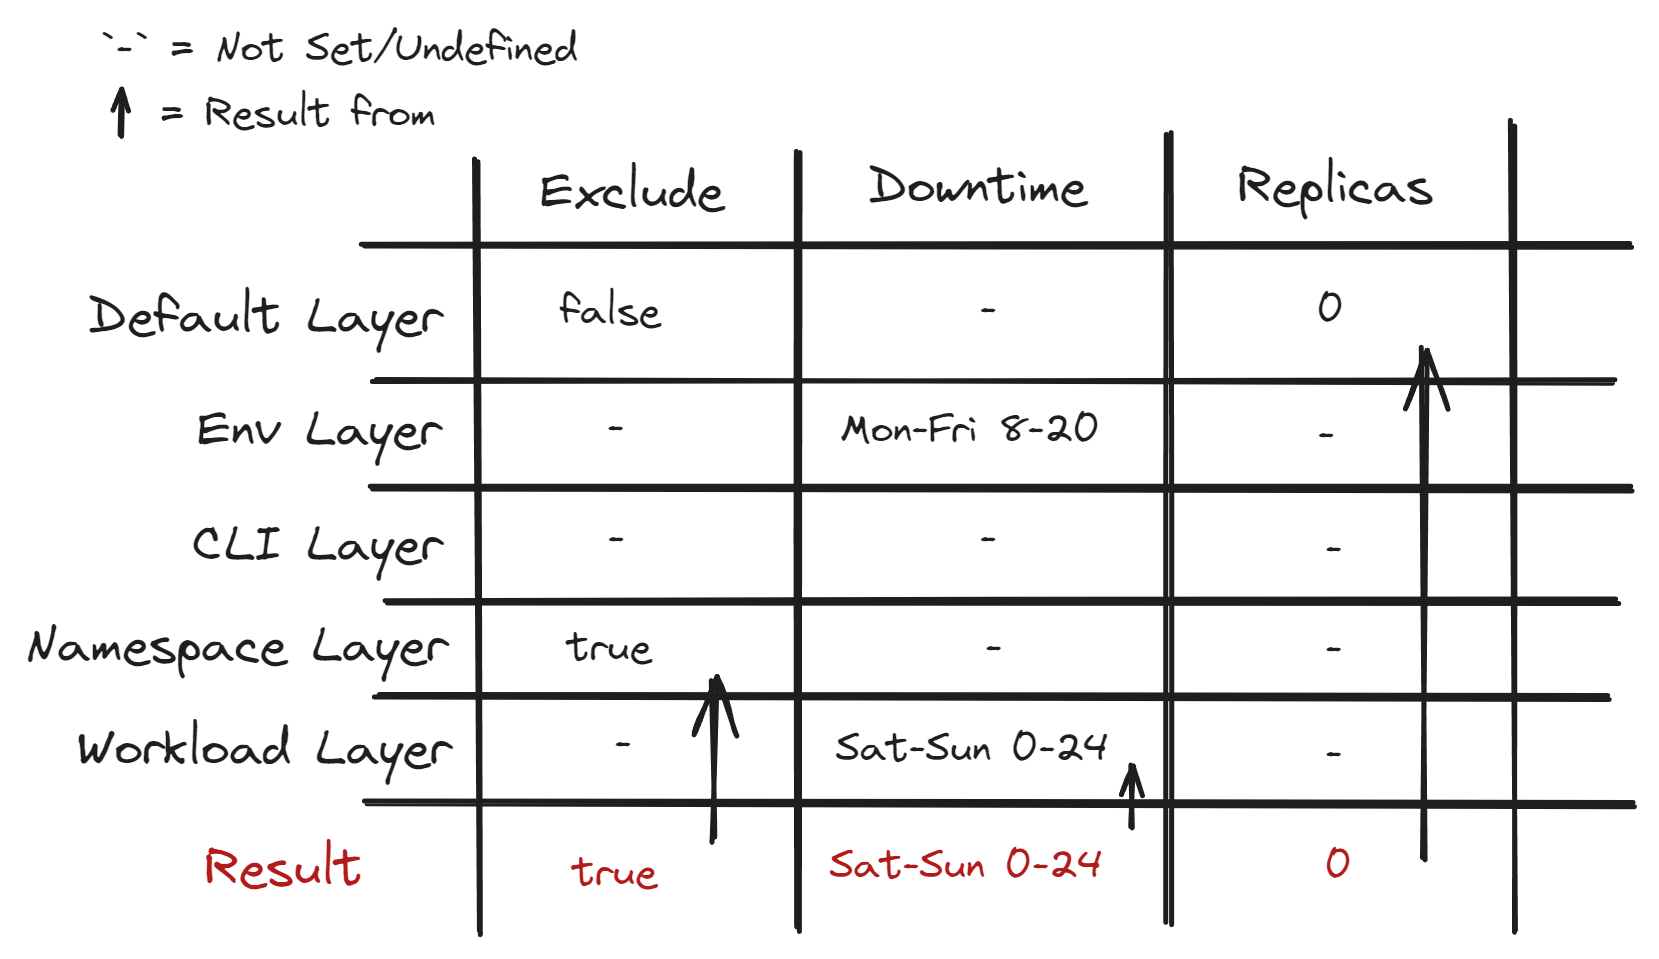 `-` = Not Set/Undefined
↑ = Result from
Exclude Downtime Replicas
Default Layer false - 0
Env Layer - Mon-Fri 8-20 -
CLI Layer - - -
Namespace Layer true - -
Workload Layer - Sat-Sun 0-24 -
Result true Sat-Sun 0-24 0